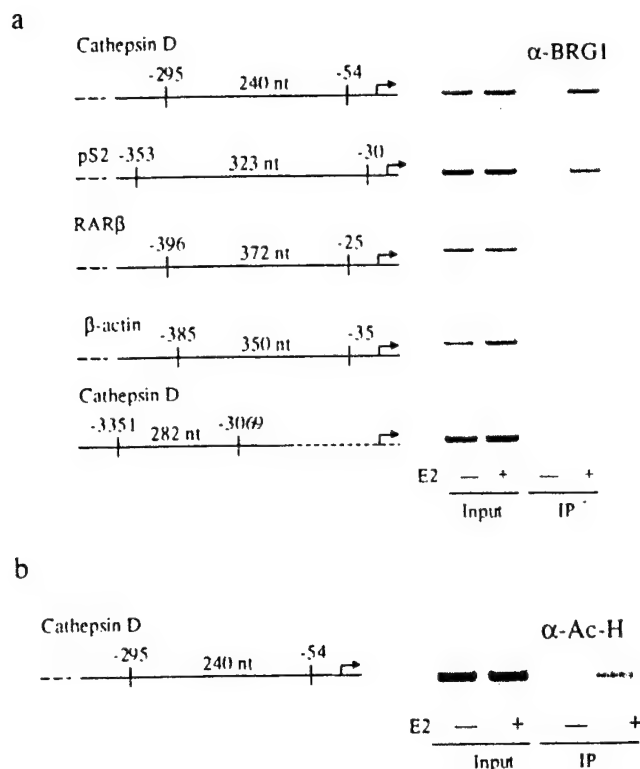 a
Cathepsin D
α-BRG1
-295 240 nt -54
pS2
-353 323 nt -30
RARβ
-396 372 nt -25
β-actin
-385 350 nt -35
Cathepsin D
-3351 282 nt -3069
E2 — + — +
Input IP
b
Cathepsin D
α-Ac-H
-295 240 nt -54
E2 — + — +
Input IP